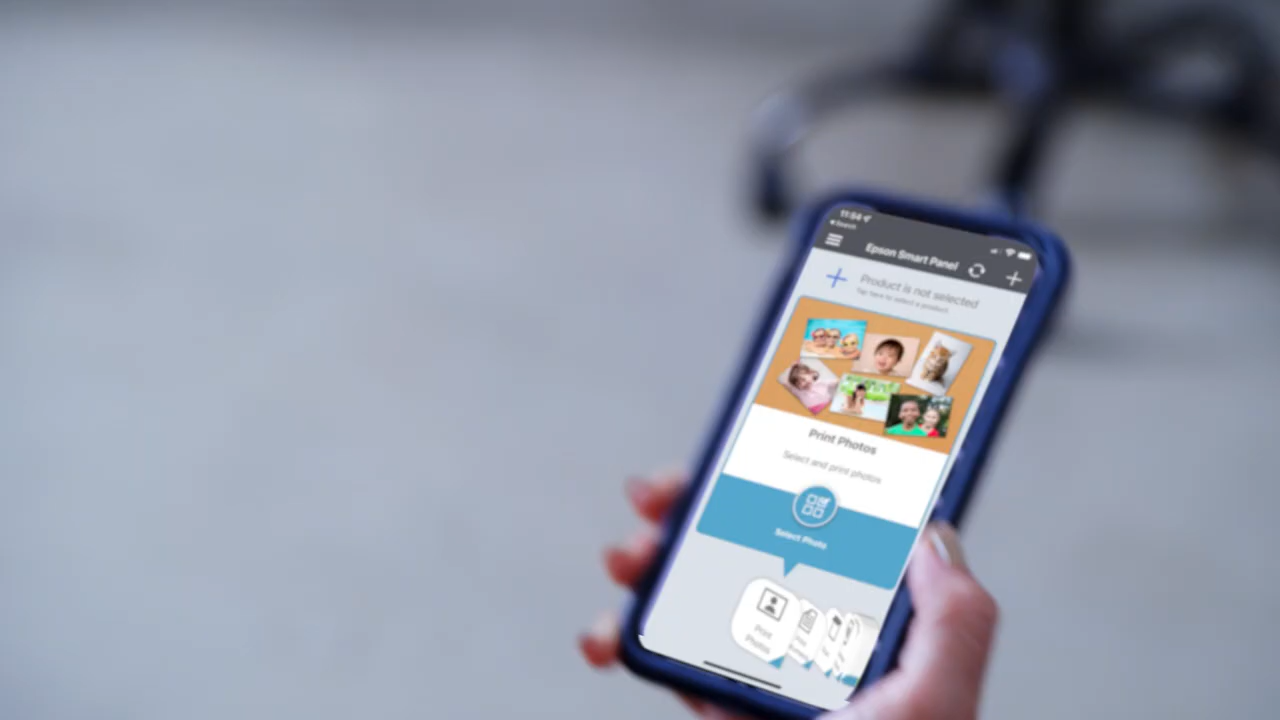 11:54
Search
Epson Smart Panel
Product is not selected
Tap here to select a product.
Print Photos
Select and print photos
Select Photo
Print
Photos